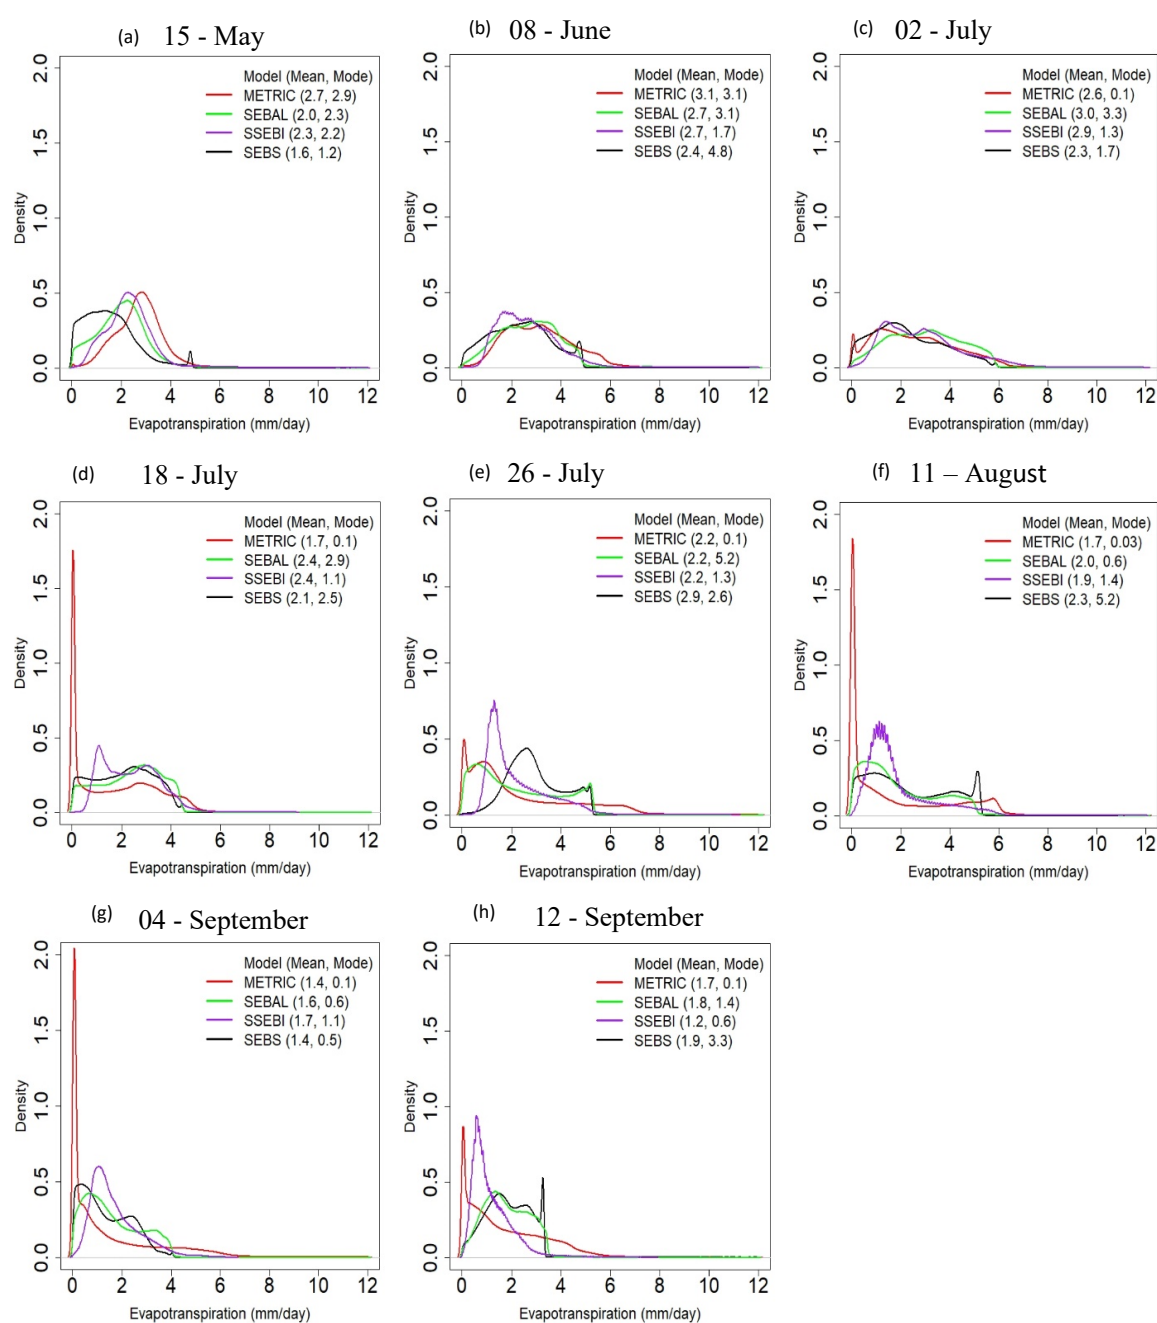 (a) 15 - May
Model (Mean, Mode)
METRIC (2.7, 2.9)
SEBAL (2.0, 2.3)
SSEBI (2.3, 2.2)
SEBS (1.6, 1.2)
Density
0.0 0.5 1.0 1.5 2.0
0 2 4 6 8 10 12
Evapotranspiration (mm/day)
(b) 08 - June
Model (Mean, Mode)
METRIC (3.1, 3.1)
SEBAL (2.7, 3.1)
SSEBI (2.7, 1.7)
SEBS (2.4, 4.8)
Density
0.0 0.5 1.0 1.5 2.0
0 2 4 6 8 10 12
Evapotranspiration (mm/day)
(c) 02 - July
Model (Mean, Mode)
METRIC (2.6, 0.1)
SEBAL (3.0, 3.3)
SSEBI (2.9, 1.3)
SEBS (2.3, 1.7)
Density
0.0 0.5 1.0 1.5 2.0
0 2 4 6 8 10 12
Evapotranspiration (mm/day)
(d) 18 - July
Model (Mean, Mode)
METRIC (1.7, 0.1)
SEBAL (2.4, 2.9)
SSEBI (2.4, 1.1)
SEBS (2.1, 2.5)
Density
0.0 0.5 1.0 1.5 2.0
0 2 4 6 8 10 12
Evapotranspiration (mm/day)
(e) 26 - July
Model (Mean, Mode)
METRIC (2.2, 0.1)
SEBAL (2.2, 5.2)
SSEBI (2.2, 1.3)
SEBS (2.9, 2.6)
Density
0.0 0.5 1.0 1.5 2.0
0 2 4 6 8 10 12
Evapotranspiration (mm/day)
(f) 11 – August
Model (Mean, Mode)
METRIC (1.7, 0.03)
SEBAL (2.0, 0.6)
SSEBI (1.9, 1.4)
SEBS (2.3, 5.2)
Density
0.0 0.5 1.0 1.5 2.0
0 2 4 6 8 10 12
Evapotranspiration (mm/day)
(g) 04 - September
Model (Mean, Mode)
METRIC (1.4, 0.1)
SEBAL (1.6, 0.6)
SSEBI (1.7, 1.1)
SEBS (1.4, 0.5)
Density
0.0 0.5 1.0 1.5 2.0
0 2 4 6 8 10 12
Evapotranspiration (mm/day)
(h) 12 - September
Model (Mean, Mode)
METRIC (1.7, 0.1)
SEBAL (1.8, 1.4)
SSEBI (1.2, 0.6)
SEBS (1.9, 3.3)
Density
0.0 0.5 1.0 1.5 2.0
0 2 4 6 8 10 12
Evapotranspiration (mm/day)